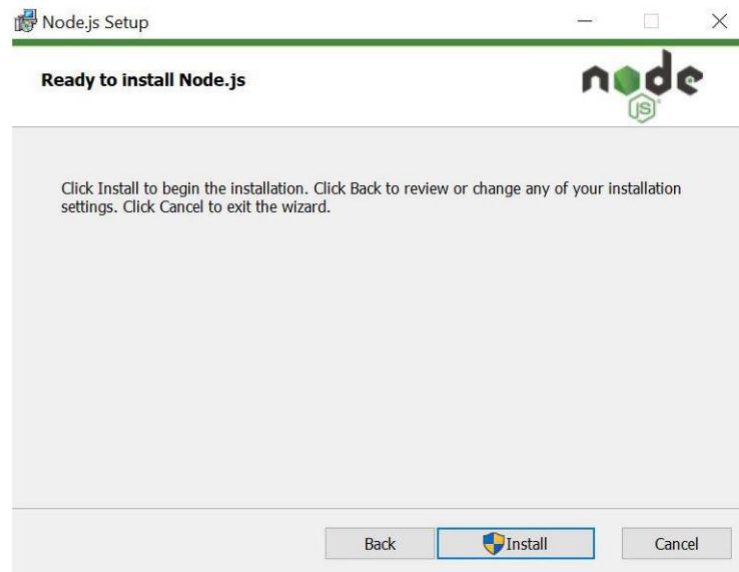 Node.js Setup
Ready to install Node.js
node
JS
Click Install to begin the installation. Click Back to review or change any of your installation
settings. Click Cancel to exit the wizard.
Back
Install
Cancel